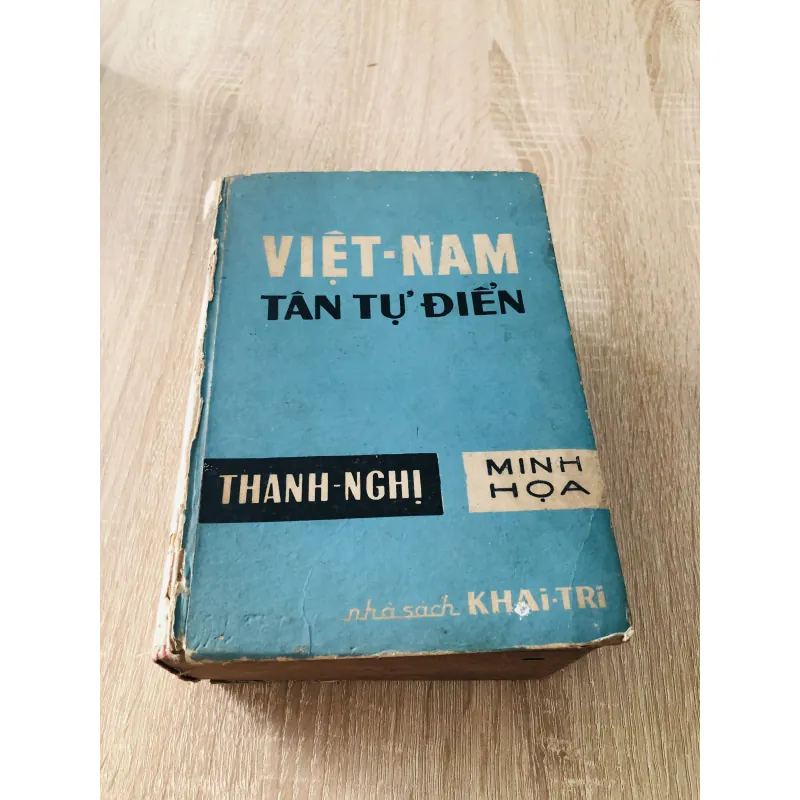 VIỆT-NAM
TÂN TỰ ĐIỂN
THANH-NGHỊ
MINH
HỌA
nhà sách KHAi-TRÍ